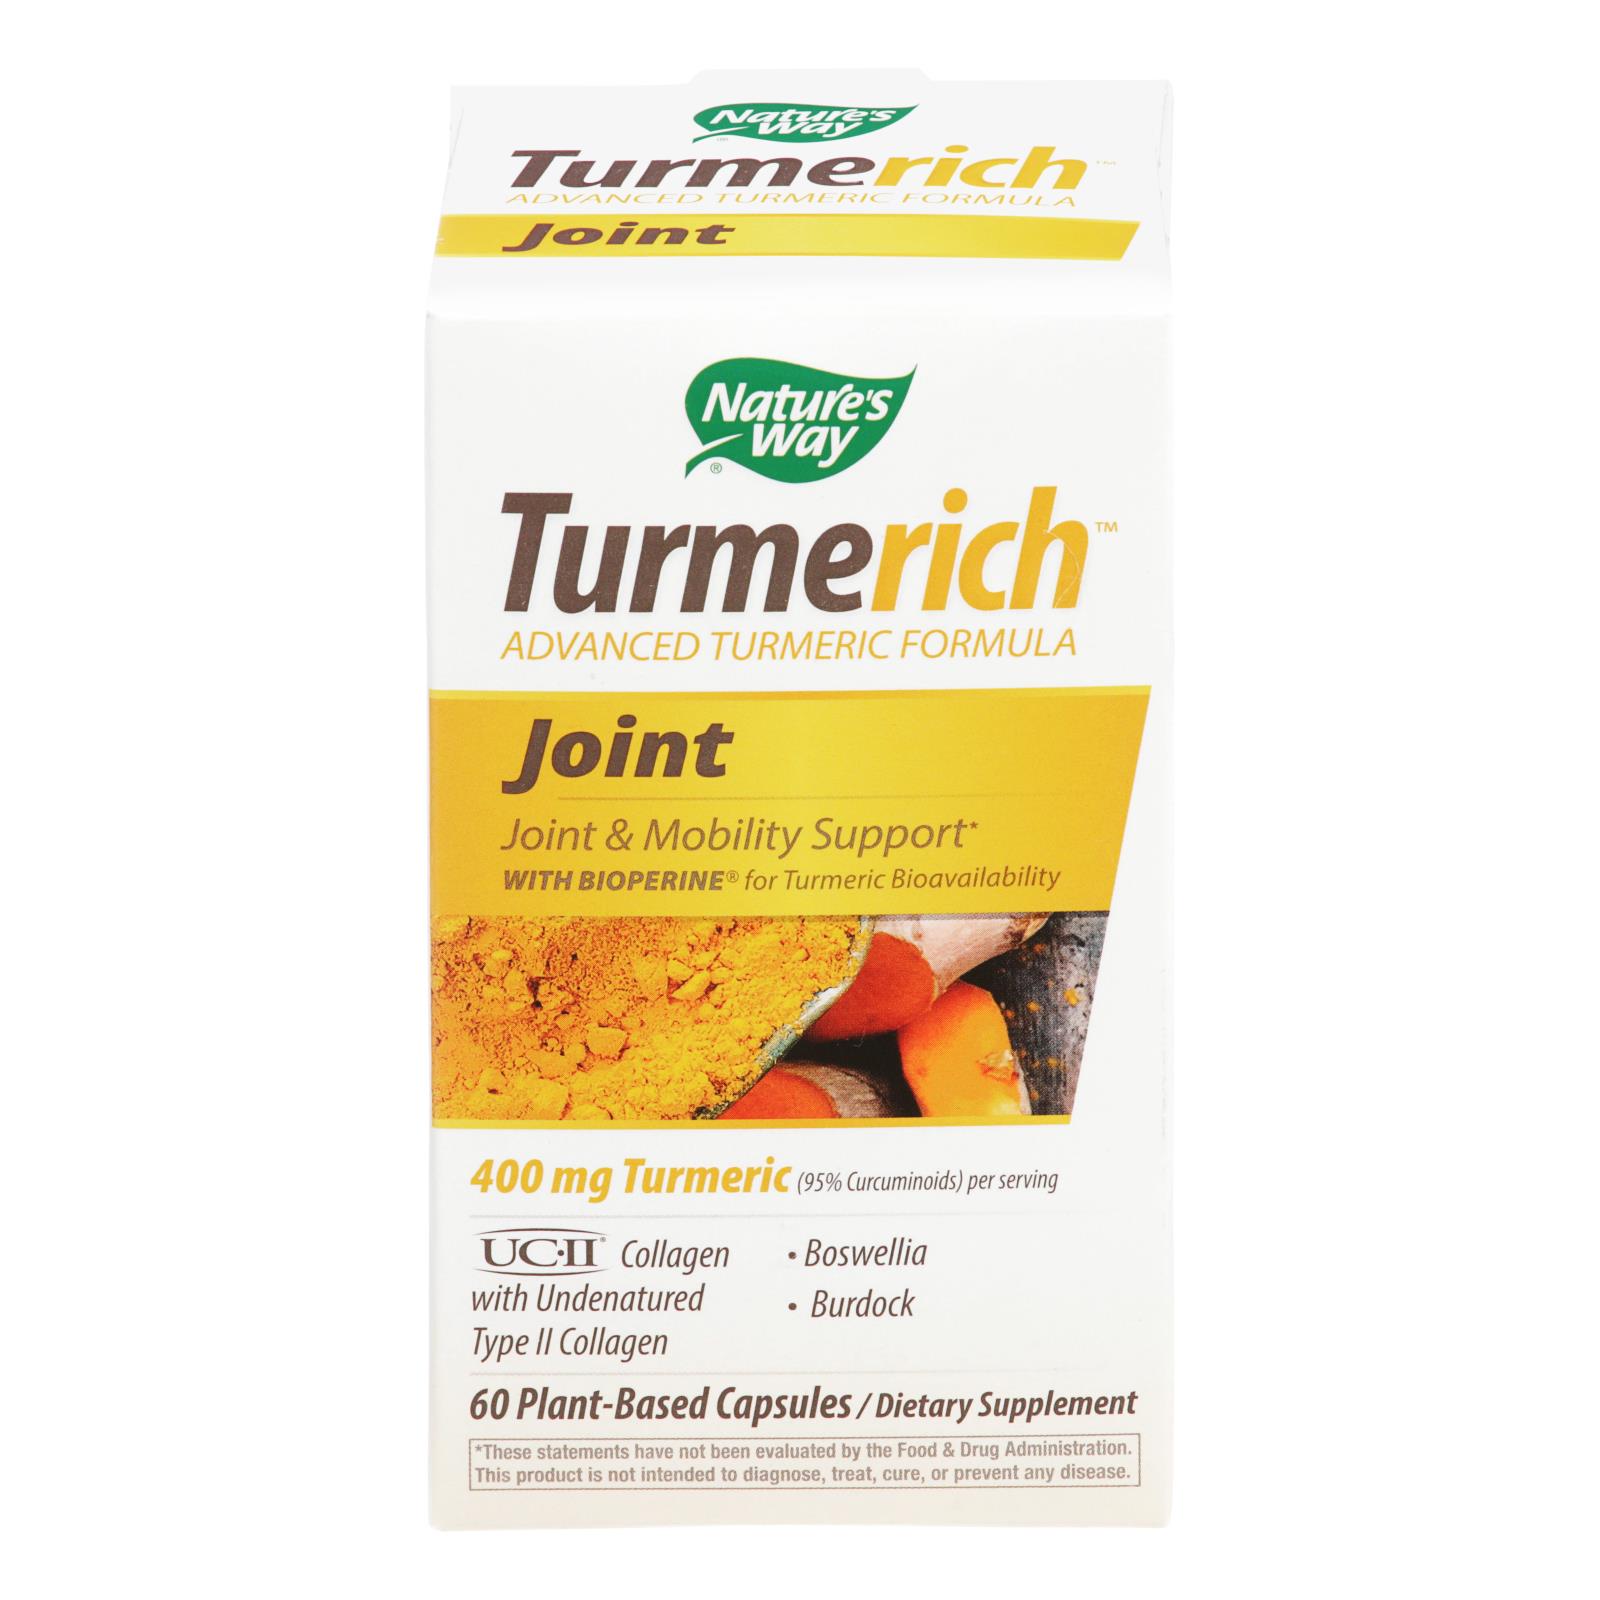 Nature's
Way
Turmerich™
ADVANCED TURMERIC FORMULA
Joint
Nature's
Way
®
Turmerich™
ADVANCED TURMERIC FORMULA
Joint
Joint & Mobility Support*
WITH BIOPERINE® for Turmeric Bioavailability
400 mg Turmeric (95% Curcuminoids) per serving
UC•II® Collagen
with Undenatured
Type II Collagen
• Boswellia
• Burdock
60 Plant-Based Capsules / Dietary Supplement
*These statements have not been evaluated by the Food & Drug Administration.
This product is not intended to diagnose, treat, cure, or prevent any disease.